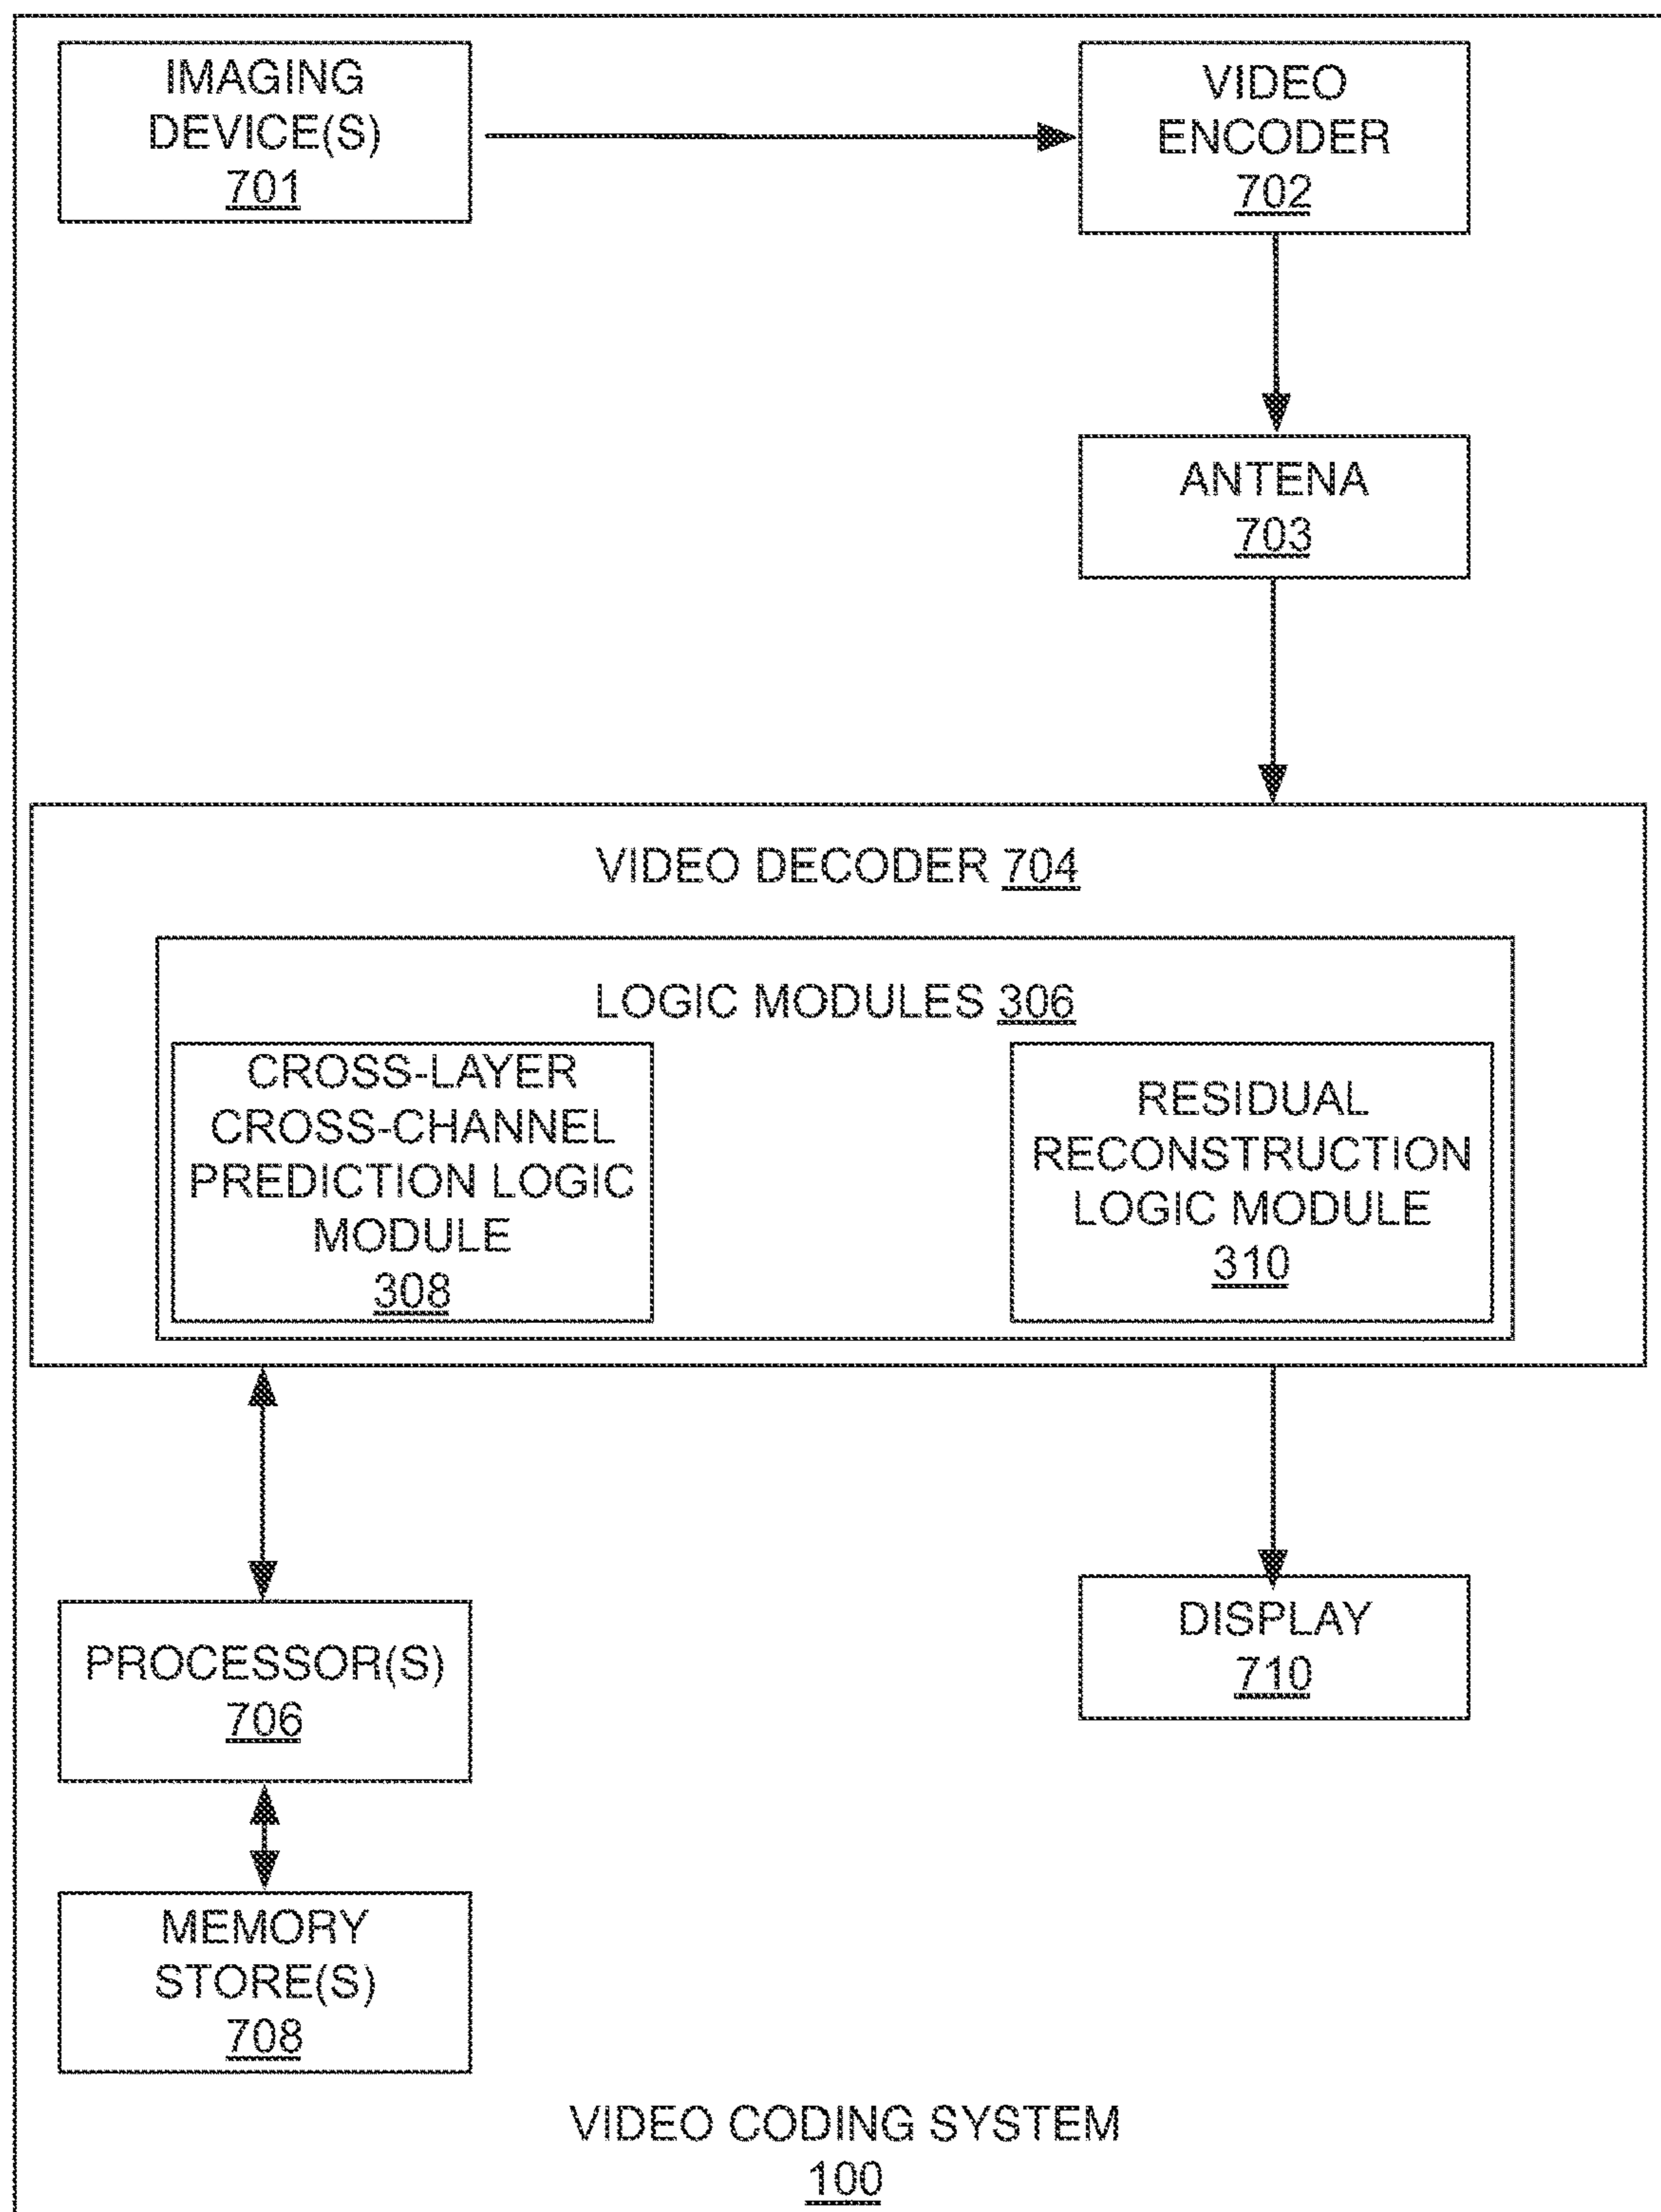 IMAGING
DEVICE(S)
701
VIDEO
ENCODER
702
ANTENA
703
VIDEO DECODER 704
LOGIC MODULES 306
CROSS-LAYER
CROSS-CHANNEL
PREDICTION LOGIC
MODULE
308
RESIDUAL
RECONSTRUCTION
LOGIC MODULE
310
PROCESSOR(S)
706
DISPLAY
710
MEMORY
STORE(S)
708
VIDEO CODING SYSTEM
100